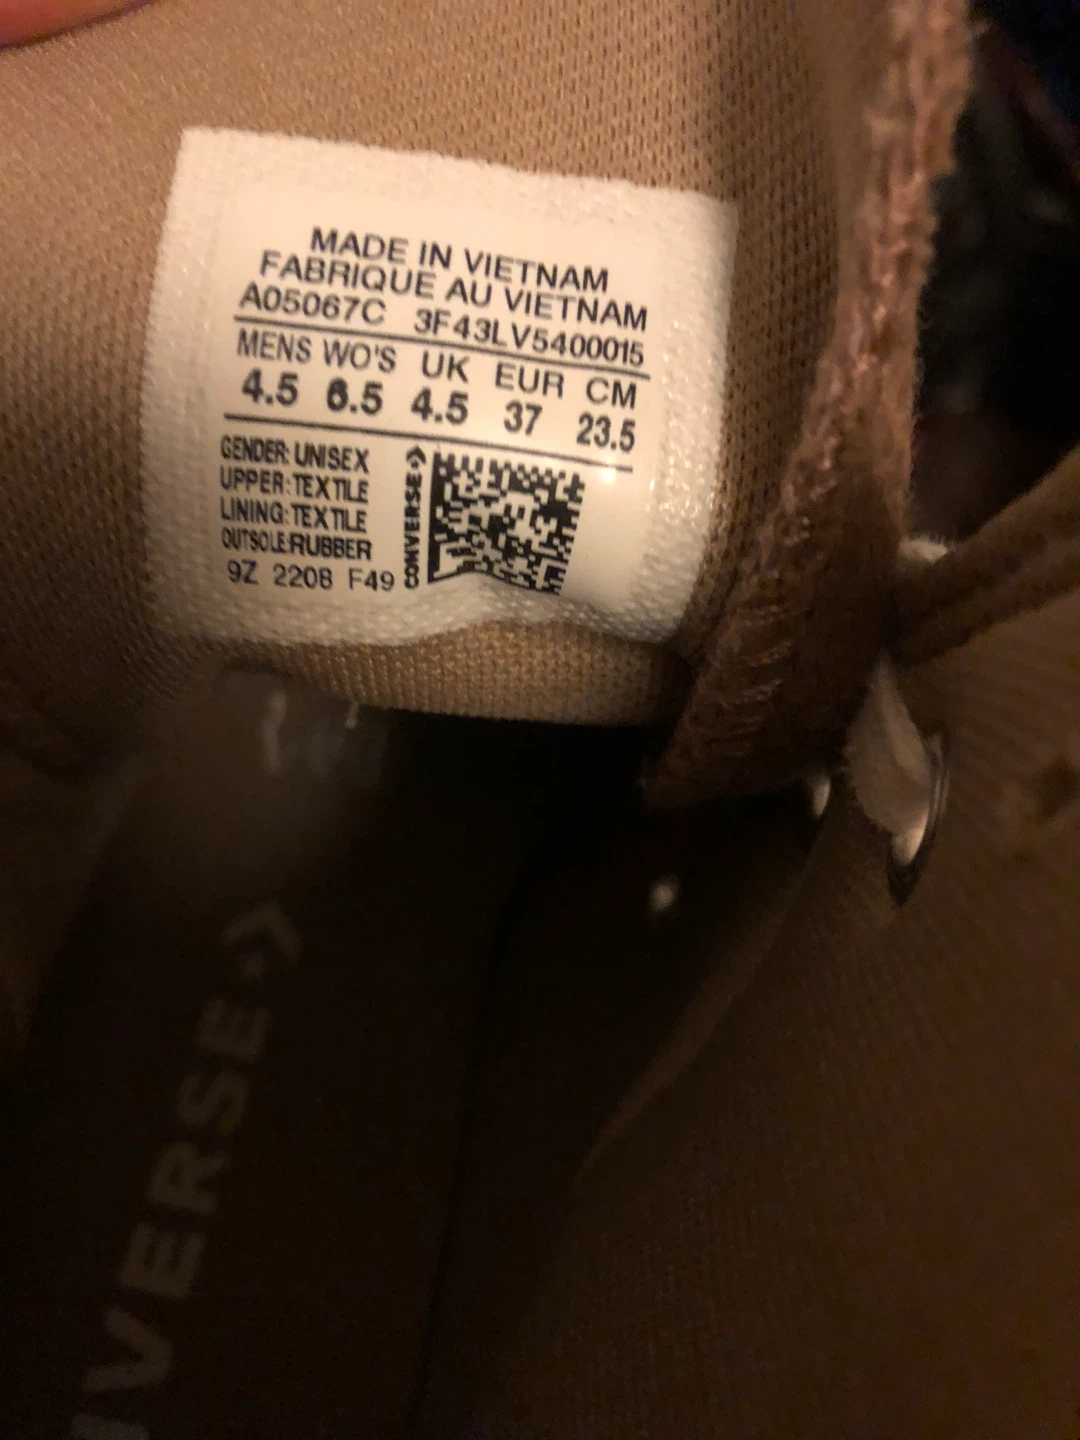 MADE IN VIETNAM
FABRIQUE AU VIETNAM
A05067C 3F43LV5400015
MENS WO'S UK EUR CM
4.5 6.5 4.5 37 23.5
GENDER: UNISEX
UPPER: TEXTILE
LINING: TEXTILE
OUTSOLE: RUBBER
9Z 2208 F49
CONVERSE
VERSE